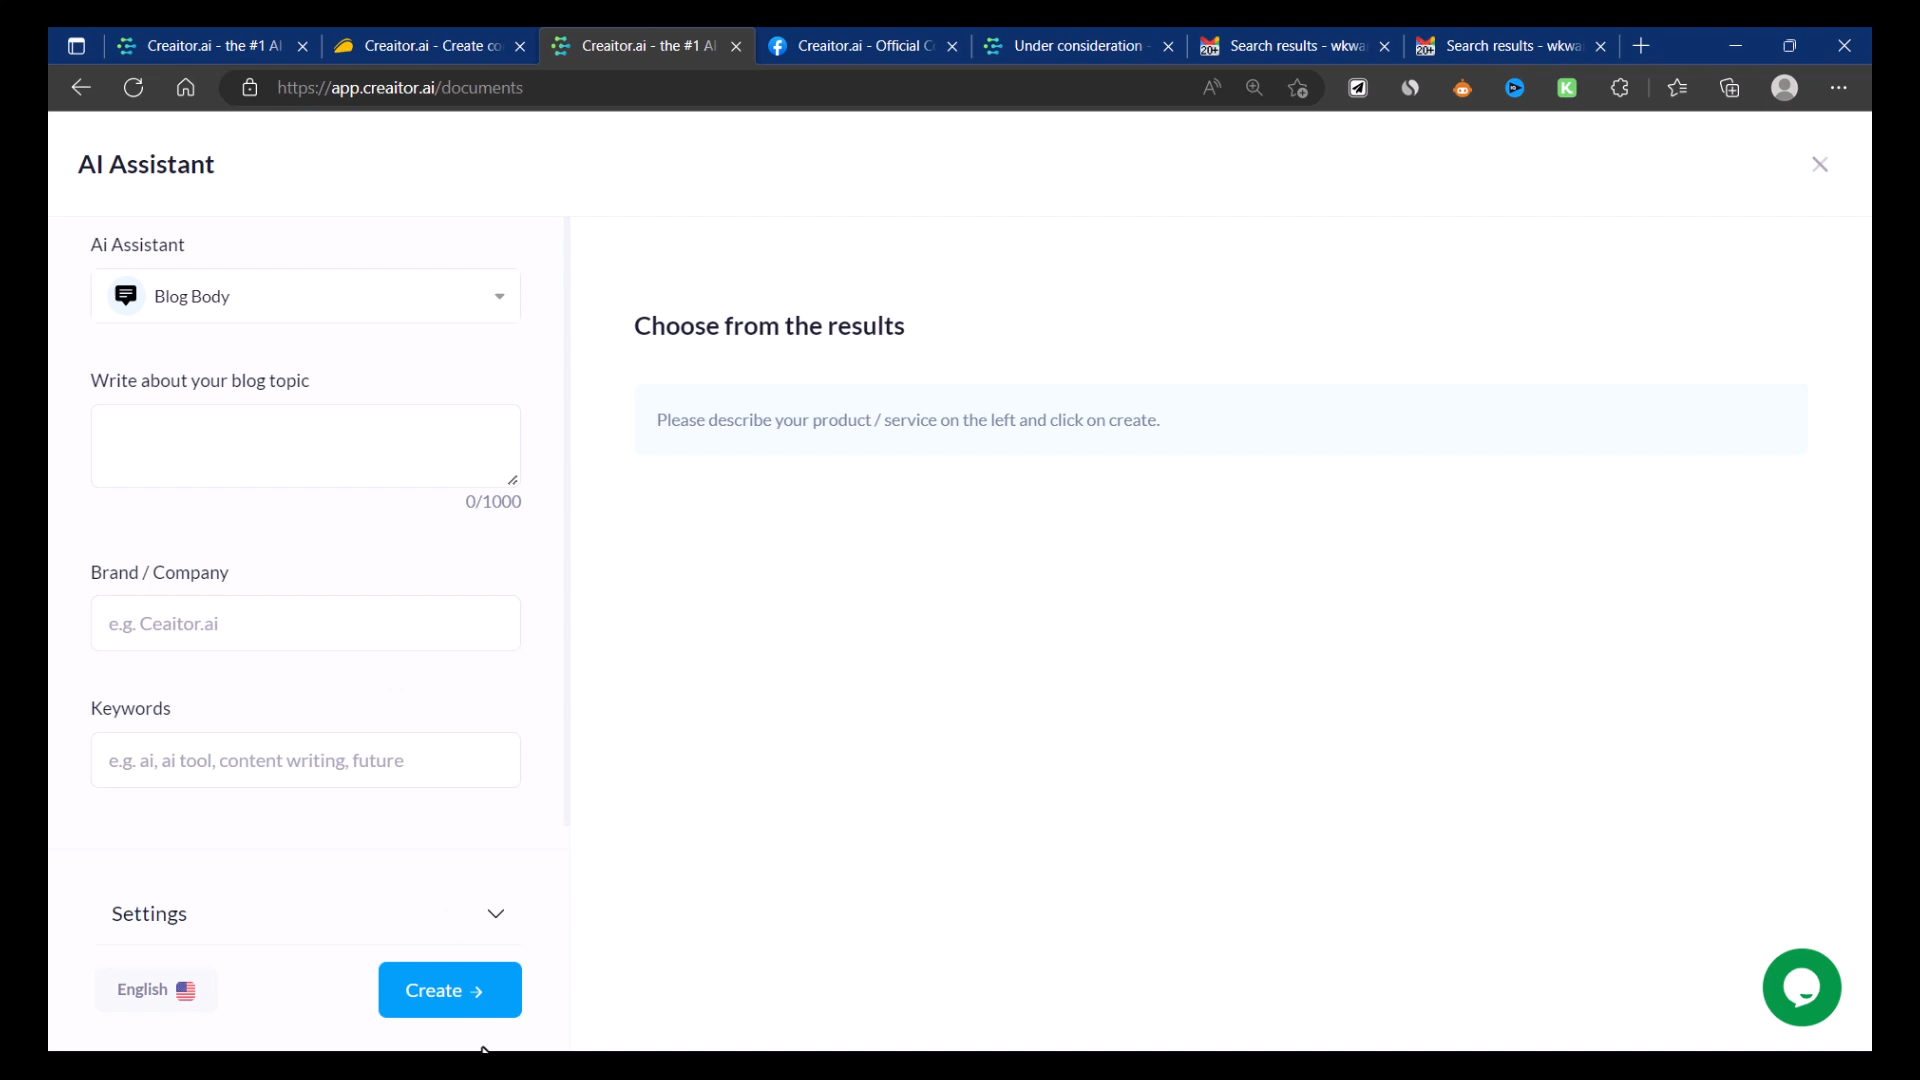 Creaitor.ai - the #1 AI
Creaitor.ai - Create co
Creaitor.ai - the #1 AI
Creaitor.ai - Official C
Under consideration -
20+
Search results - wkwa
20+
Search results - wkwa
https://app.creaitor.ai/documents
K
AI Assistant
Ai Assistant
Blog Body
Write about your blog topic
0/1000
Brand / Company
e.g. Ceaitor.ai
Keywords
e.g. ai, ai tool, content writing, future
Settings
English
Create →
Choose from the results
Please describe your product / service on the left and click on create.